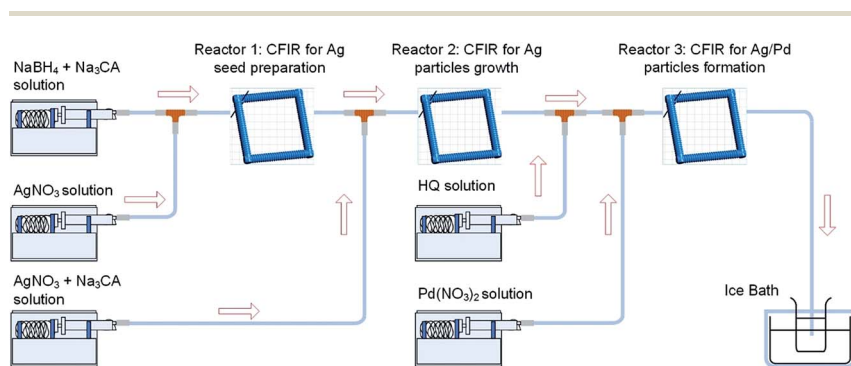 Reactor 1: CFIR for Ag
seed preparation
Reactor 2: CFIR for Ag
particles growth
Reactor 3: CFIR for Ag/Pd
particles formation
NaBH₄ + Na₃CA
solution
AgNO₃ solution
HQ solution
AgNO₃ + Na₃CA
solution
Pd(NO₃)₂ solution
Ice Bath